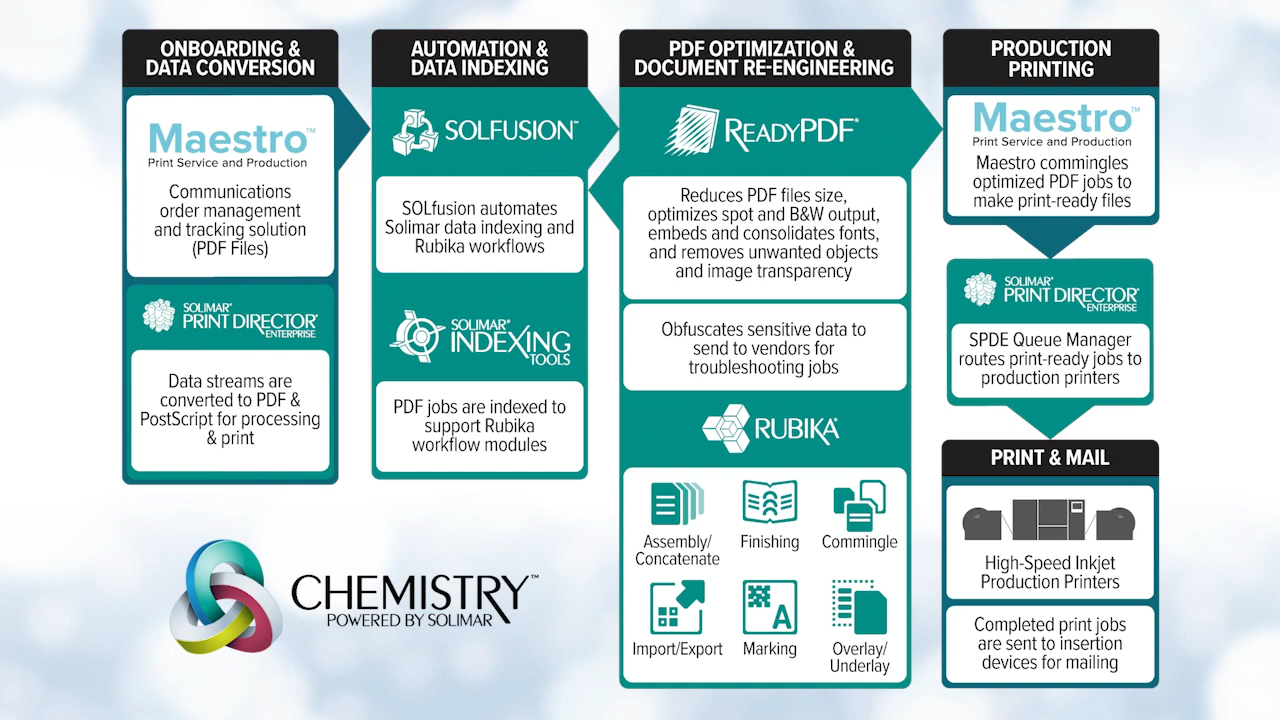 ONBOARDING &
DATA CONVERSION
Maestro™
Print Service and Production
Communications
order management
and tracking solution
(PDF Files)
SOLIMAR®
PRINT DIRECTOR®
ENTERPRISE
Data streams are
converted to PDF &
PostScript for processing
& print
AUTOMATION &
DATA INDEXING
SOLFUSION™
SOLfusion automates
Solimar data indexing and
Rubika workflows
SOLIMAR®
INDEXING
TOOLS
PDF jobs are indexed to
support Rubika
workflow modules
PDF OPTIMIZATION &
DOCUMENT RE-ENGINEERING
READYPDF®
Reduces PDF files size,
optimizes spot and B&W output,
embeds and consolidates fonts,
and removes unwanted objects
and image transparency
Obfuscates sensitive data to
send to vendors for
troubleshooting jobs
RUBIKA®
Assembly/
Concatenate
Finishing
Commingle
Import/Export
A
Marking
Overlay/
Underlay
PRODUCTION
PRINTING
Maestro™
Print Service and Production
Maestro commingles
optimized PDF jobs to
make print-ready files
SOLIMAR®
PRINT DIRECTOR®
ENTERPRISE
SPDE Queue Manager
routes print-ready jobs to
production printers
PRINT & MAIL
High-Speed Inkjet
Production Printers
Completed print jobs
are sent to insertion
devices for mailing
CHEMISTRY™
POWERED BY SOLIMAR